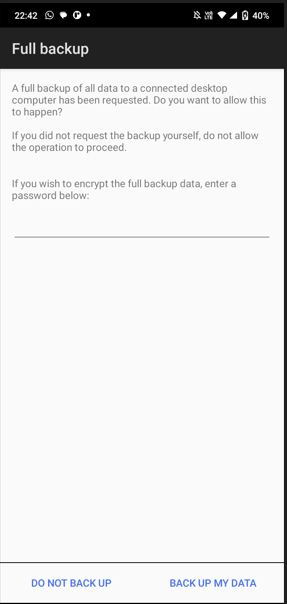 22:42
40%
Full backup
A full backup of all data to a connected desktop
computer has been requested. Do you want to allow this
to happen?
If you did not request the backup yourself, do not allow
the operation to proceed.
If you wish to encrypt the full backup data, enter a
password below:
DO NOT BACK UP
BACK UP MY DATA